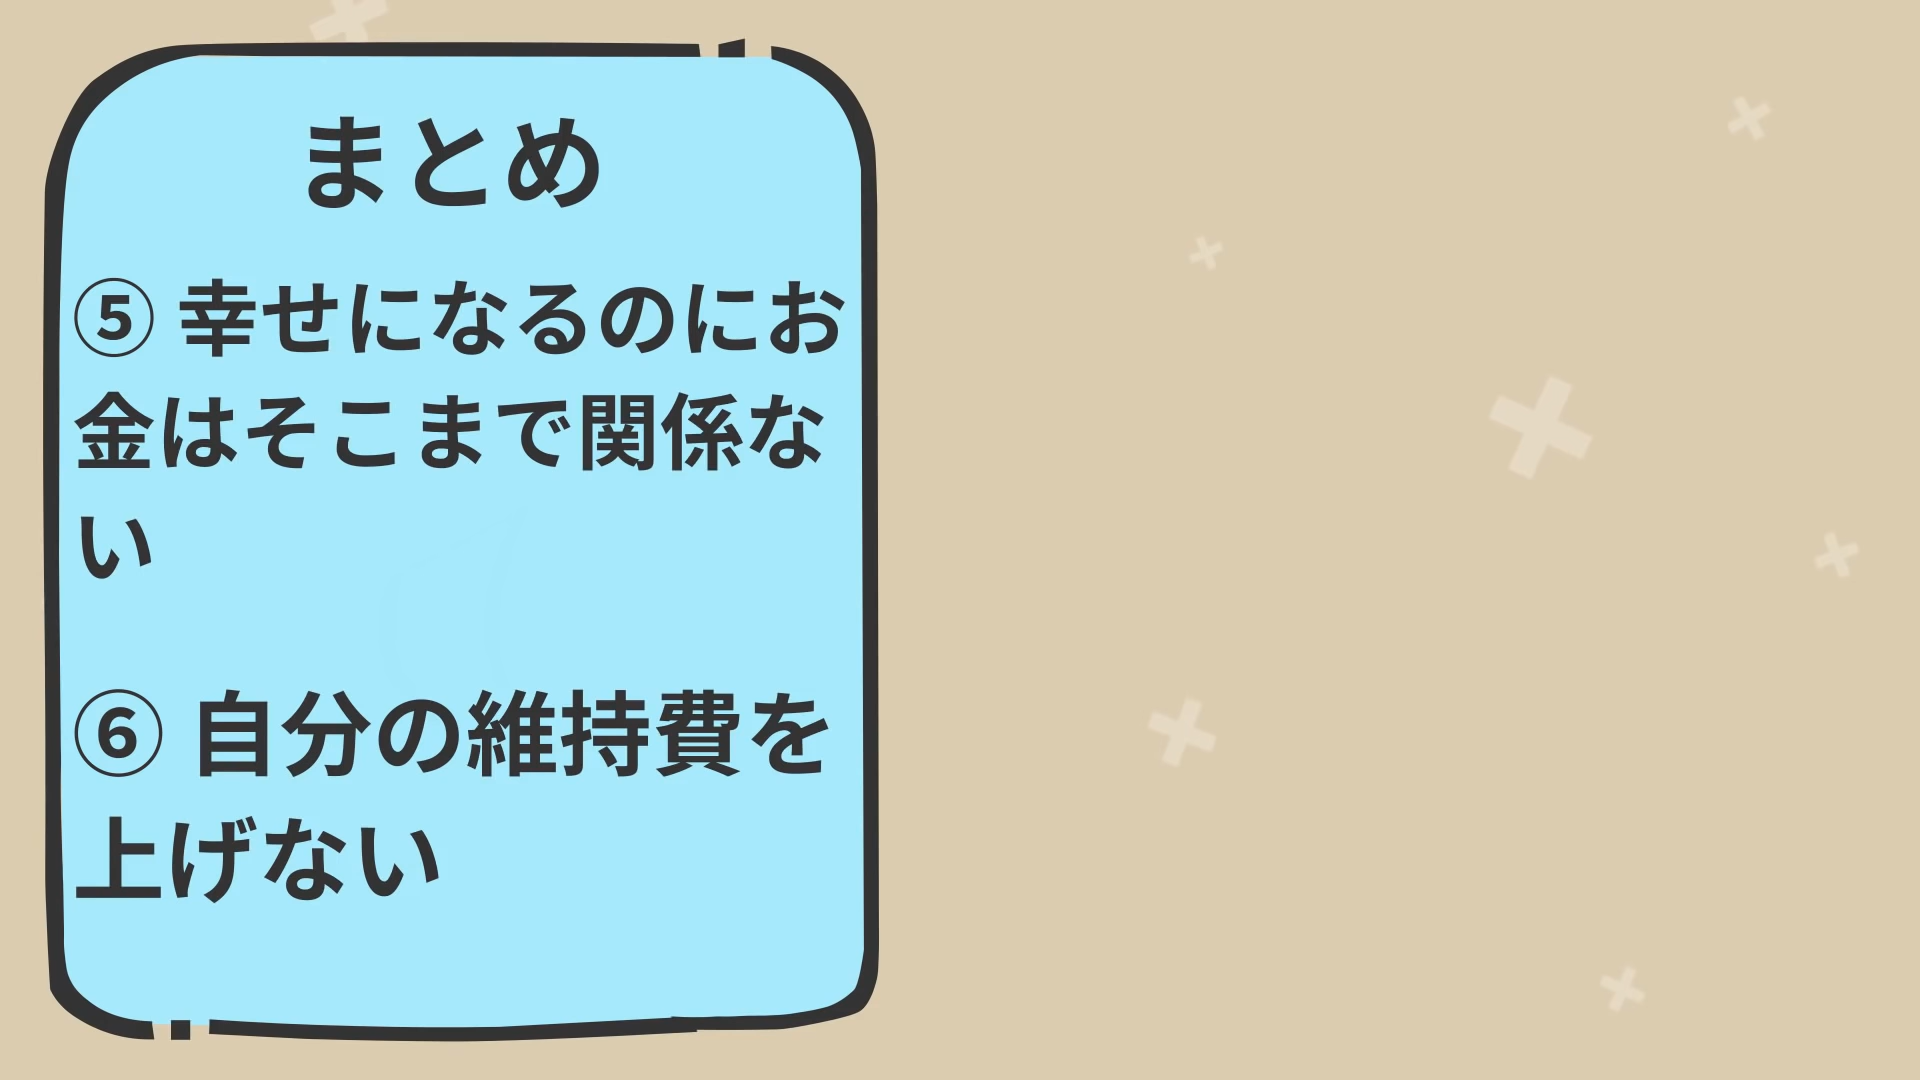 まとめ
⑤ 幸せになるのにお
金はそこまで関係な
い
⑥ 自分の維持費を
上げない